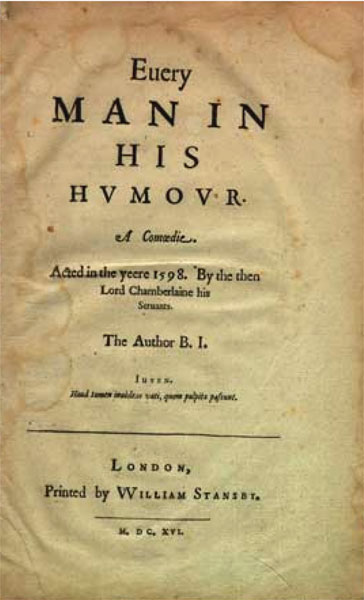 Euery
MAN IN
HIS
HVMOVR.
A Comœdie.
Acted in the yeere 1598. By the then
Lord Chamberlaine his
Seruants.
The Author B. I.
IUVEN.
Haud tamen inuideas vati, quem pulpita pascunt.
LONDON,
Printed by WILLIAM STANSBY.
M. DC. XVI.